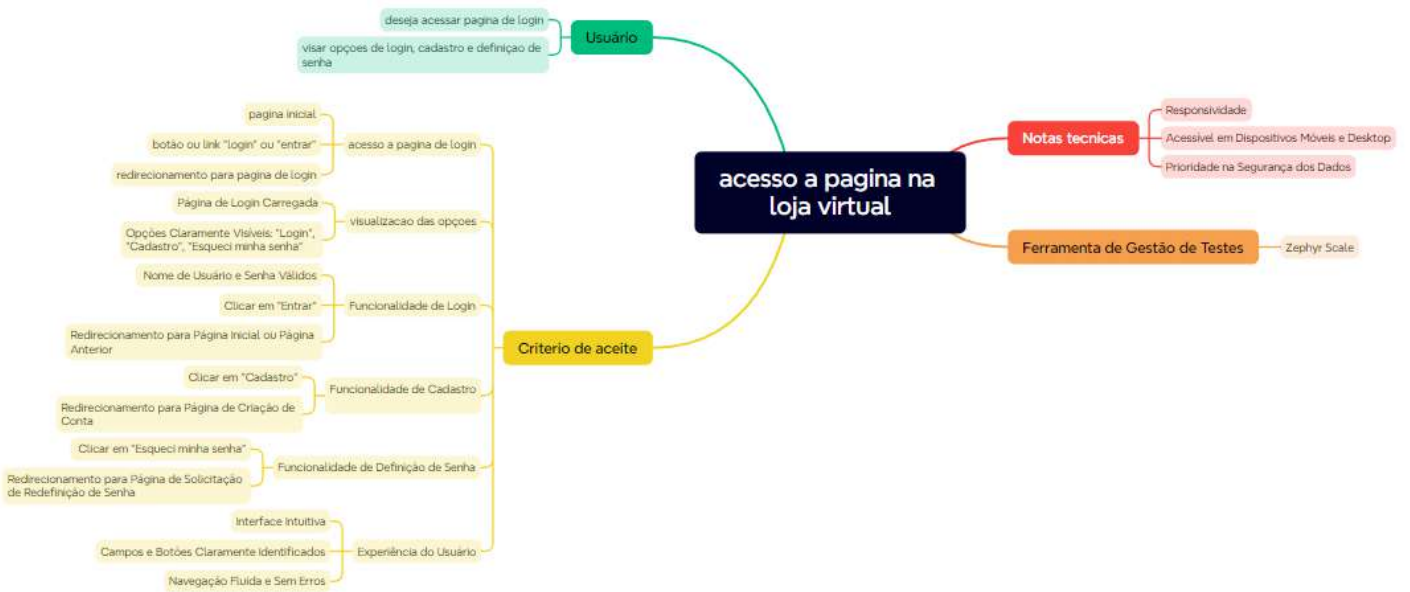 acesso a pagina na
loja virtual
Usuário
deseja acessar pagina de login
visar opçoes de login, cadastro e definiçao de
senha
Notas tecnicas
Responsividade
Acessível em Dispositivos Móveis e Desktop
Prioridade na Segurança dos Dados
Ferramenta de Gestão de Testes
Zephyr Scale
Criterio de aceite
acesso a pagina de login
pagina inicial
botão ou link "login" ou "entrar"
redirecionamento para pagina de login
visualizacao das opçoes
Página de Login Carregada
Opções Claramente Visíveis: "Login",
"Cadastro", "Esqueci minha senha"
Funcionalidade de Login
Nome de Usuário e Senha Válidos
Clicar em "Entrar"
Redirecionamento para Página Inicial ou Página
Anterior
Funcionalidade de Cadastro
Clicar em "Cadastro"
Redirecionamento para Página de Criação de
Conta
Funcionalidade de Definição de Senha
Clicar em "Esqueci minha senha"
Redirecionamento para Página de Solicitação
de Redefinição de Senha
Experiência do Usuário
Interface Intuitiva
Campos e Botões Claramente Identificados
Navegação Fluida e Sem Erros